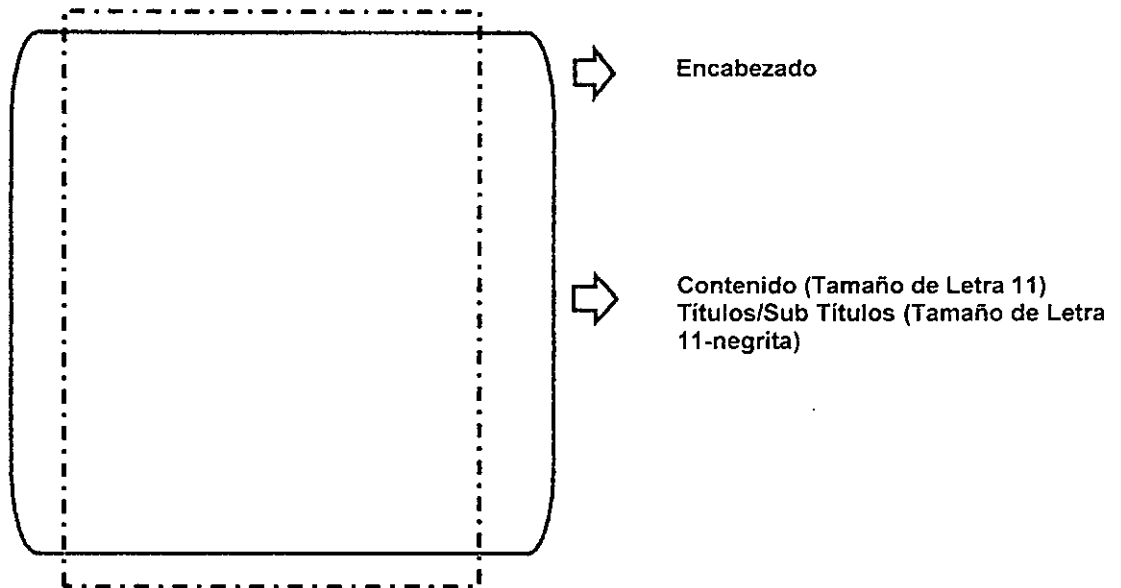 Encabezado
Contenido (Tamaño de Letra 11)
Títulos/Sub Títulos (Tamaño de Letra
11-negrita)